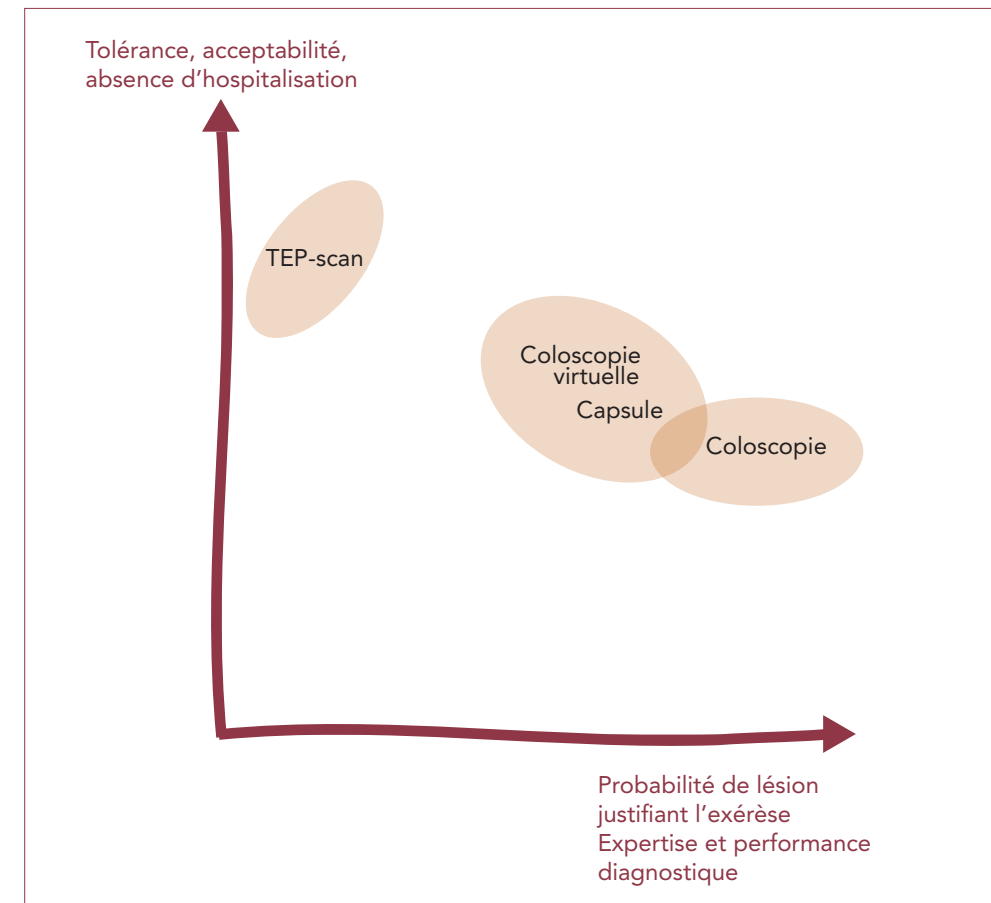 Tolérance, acceptabilité,
absence d’hospitalisation
TEP-scan
Coloscopie
virtuelle
Capsule
Coloscopie
Probabilité de lésion
justifiant l’exérèse
Expertise et performance
diagnostique